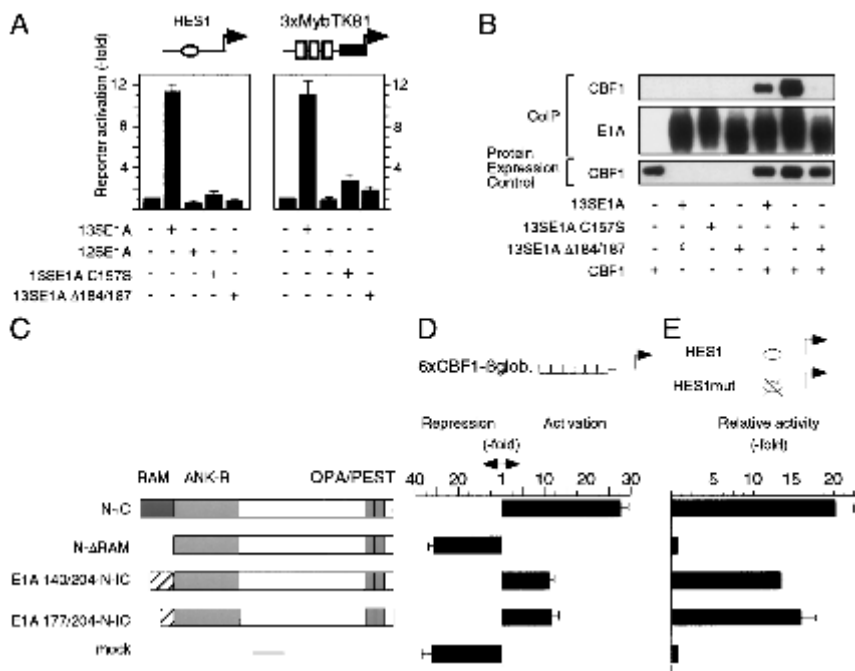 A
HES1
3xMybTK81
Reporter activation (-fold)
12
8
4
12
8
4
13SE1A - + - - - - + - - -
12SE1A - - + - - - - + - -
13SE1A C157S - - - + - - - - + -
13SE1A Δ184/187 - - - - + - - - - +
B
CoIP
CBF1
E1A
Protein Expression Control
CBF1
13SE1A + +
13SE1A C157S + +
13SE1A Δ184/187 + +
CBF1 + + + +
C
RAM ANK-R OPA/PEST
N-IC
N-ΔRAM
E1A 140/204-N-IC
E1A 177/204-N-IC
mock
D
6xCBF1-βglob.
Repression Activation
(-fold)
40 20 1 10 20 30
E
HES1
HES1mut
Relative activity
(-fold)
5 10 15 20